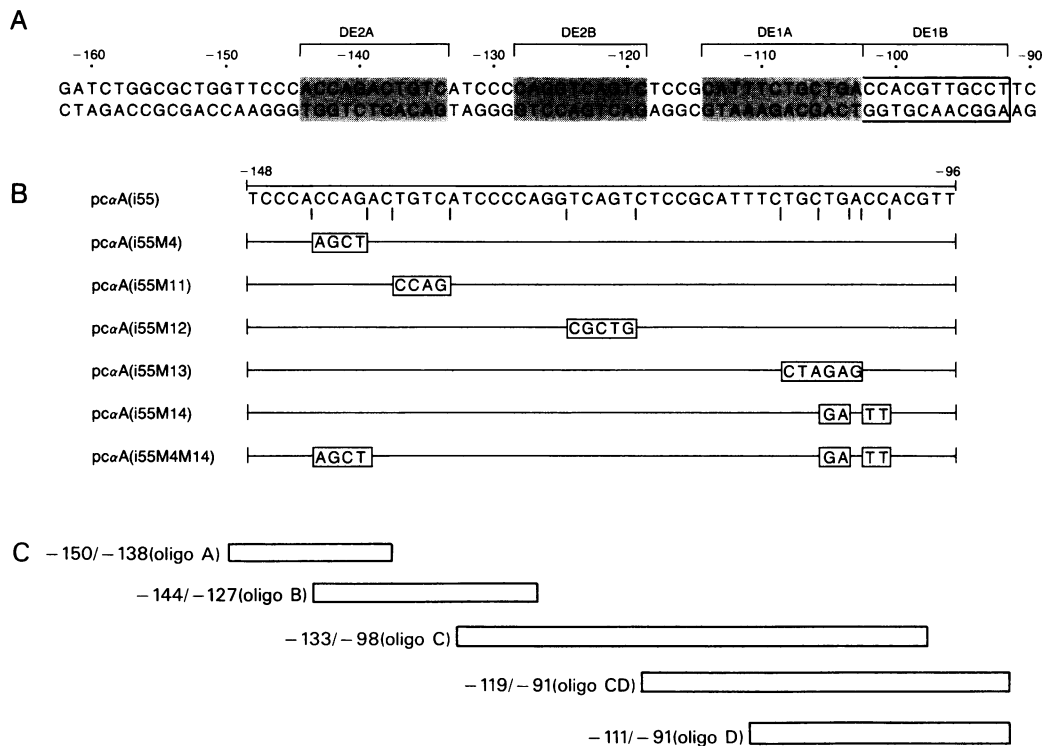 A
DE2A DE2B DE1A DE1B
-160 -150 -140 -130 -120 -110 -100 -90
GATCTGGCGCTGGTTCCCACCAGACTGTCATCCCCAGGTCAGTCTCCGCATTTCTGCTGACCACGTTGCCTTC
CTAGACCGCGACCAAGGGTGGTCTGACAGTAGGGGTCCAGTCAGAGGCGTAAAGACGACTGGTGCAACGGAAG
B
-148 -96
pcαA(i55) TCCCACCAGACTGTCATCCCCAGGTCAGTCTCCGCATTTCTGCTGACCACGTT
pcαA(i55M4) AGCT
pcαA(i55M11) CCAG
pcαA(i55M12) CGCTG
pcαA(i55M13) CTAGAG
pcαA(i55M14) GA TT
pcαA(i55M4M14) AGCT GA TT
C
-150/-138(oligo A)
-144/-127(oligo B)
-133/-98(oligo C)
-119/-91(oligo CD)
-111/-91(oligo D)